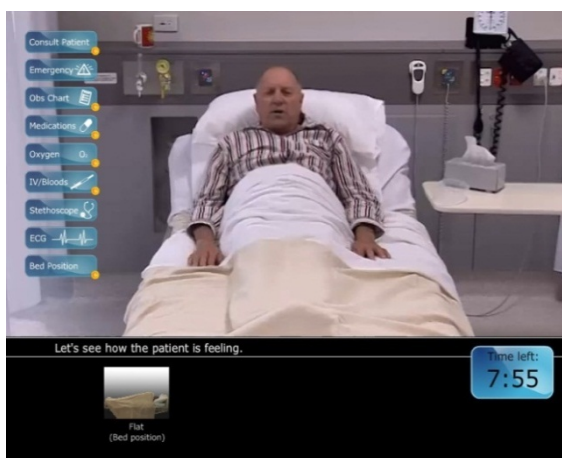 Consult Patient
Emergency
Obs Chart
Medications
Oxygen O₂
IV/Bloods
Stethoscope
ECG
Bed Position
Let's see how the patient is feeling.
Time left:
7:55
Flat
(Bed position)